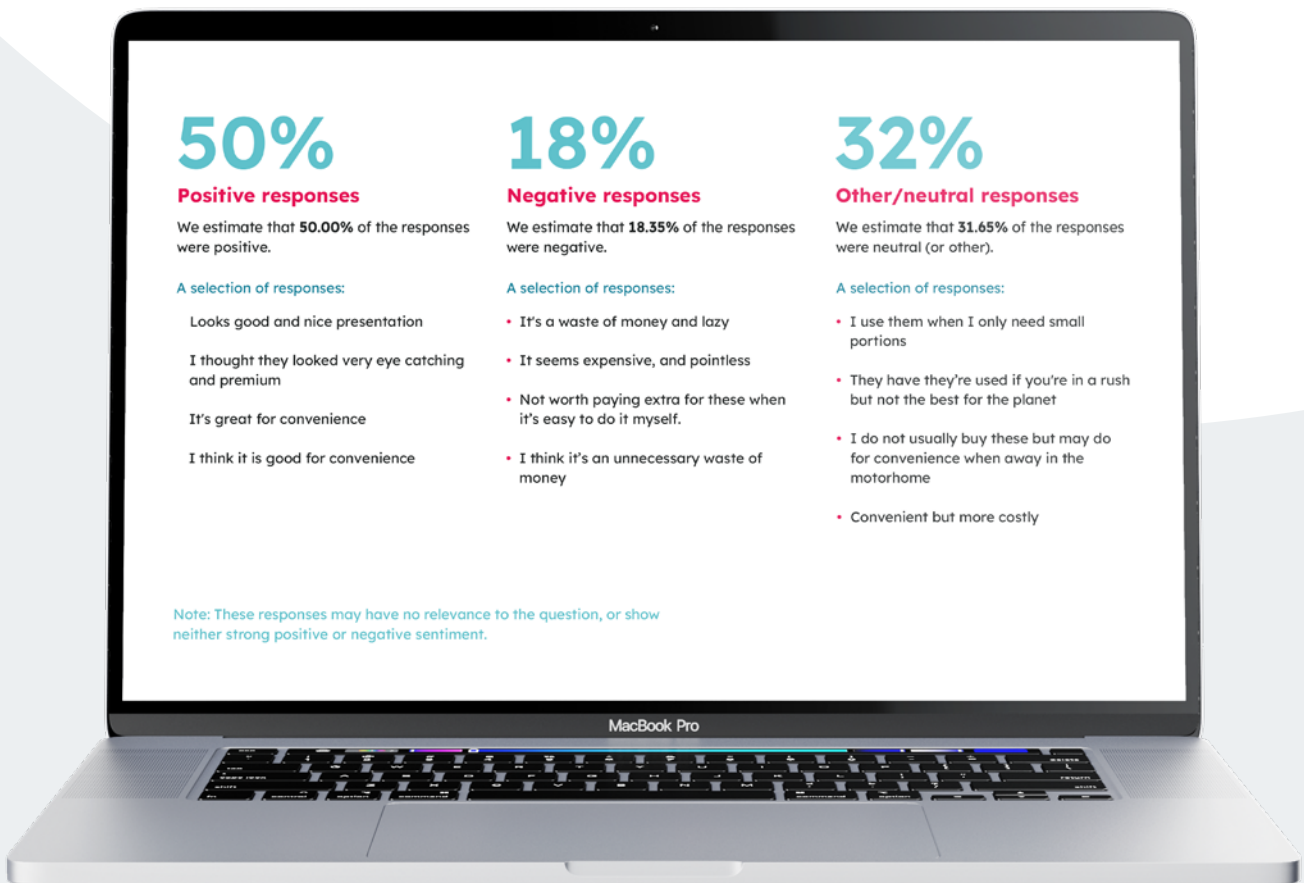 50%
Positive responses
We estimate that 50.00% of the responses
were positive.
A selection of responses:
Looks good and nice presentation
I thought they looked very eye catching
and premium
It's great for convenience
I think it is good for convenience
18%
Negative responses
We estimate that 18.35% of the responses
were negative.
A selection of responses:
• It's a waste of money and lazy
• It seems expensive, and pointless
• Not worth paying extra for these when
it's easy to do it myself.
• I think it's an unnecessary waste of
money
32%
Other/neutral responses
We estimate that 31.65% of the responses
were neutral (or other).
A selection of responses:
• I use them when I only need small
portions
• They have they're used if you're in a rush
but not the best for the planet
• I do not usually buy these but may do
for convenience when away in the
motorhome
• Convenient but more costly
Note: These responses may have no relevance to the question, or show
neither strong positive or negative sentiment.
MacBook Pro